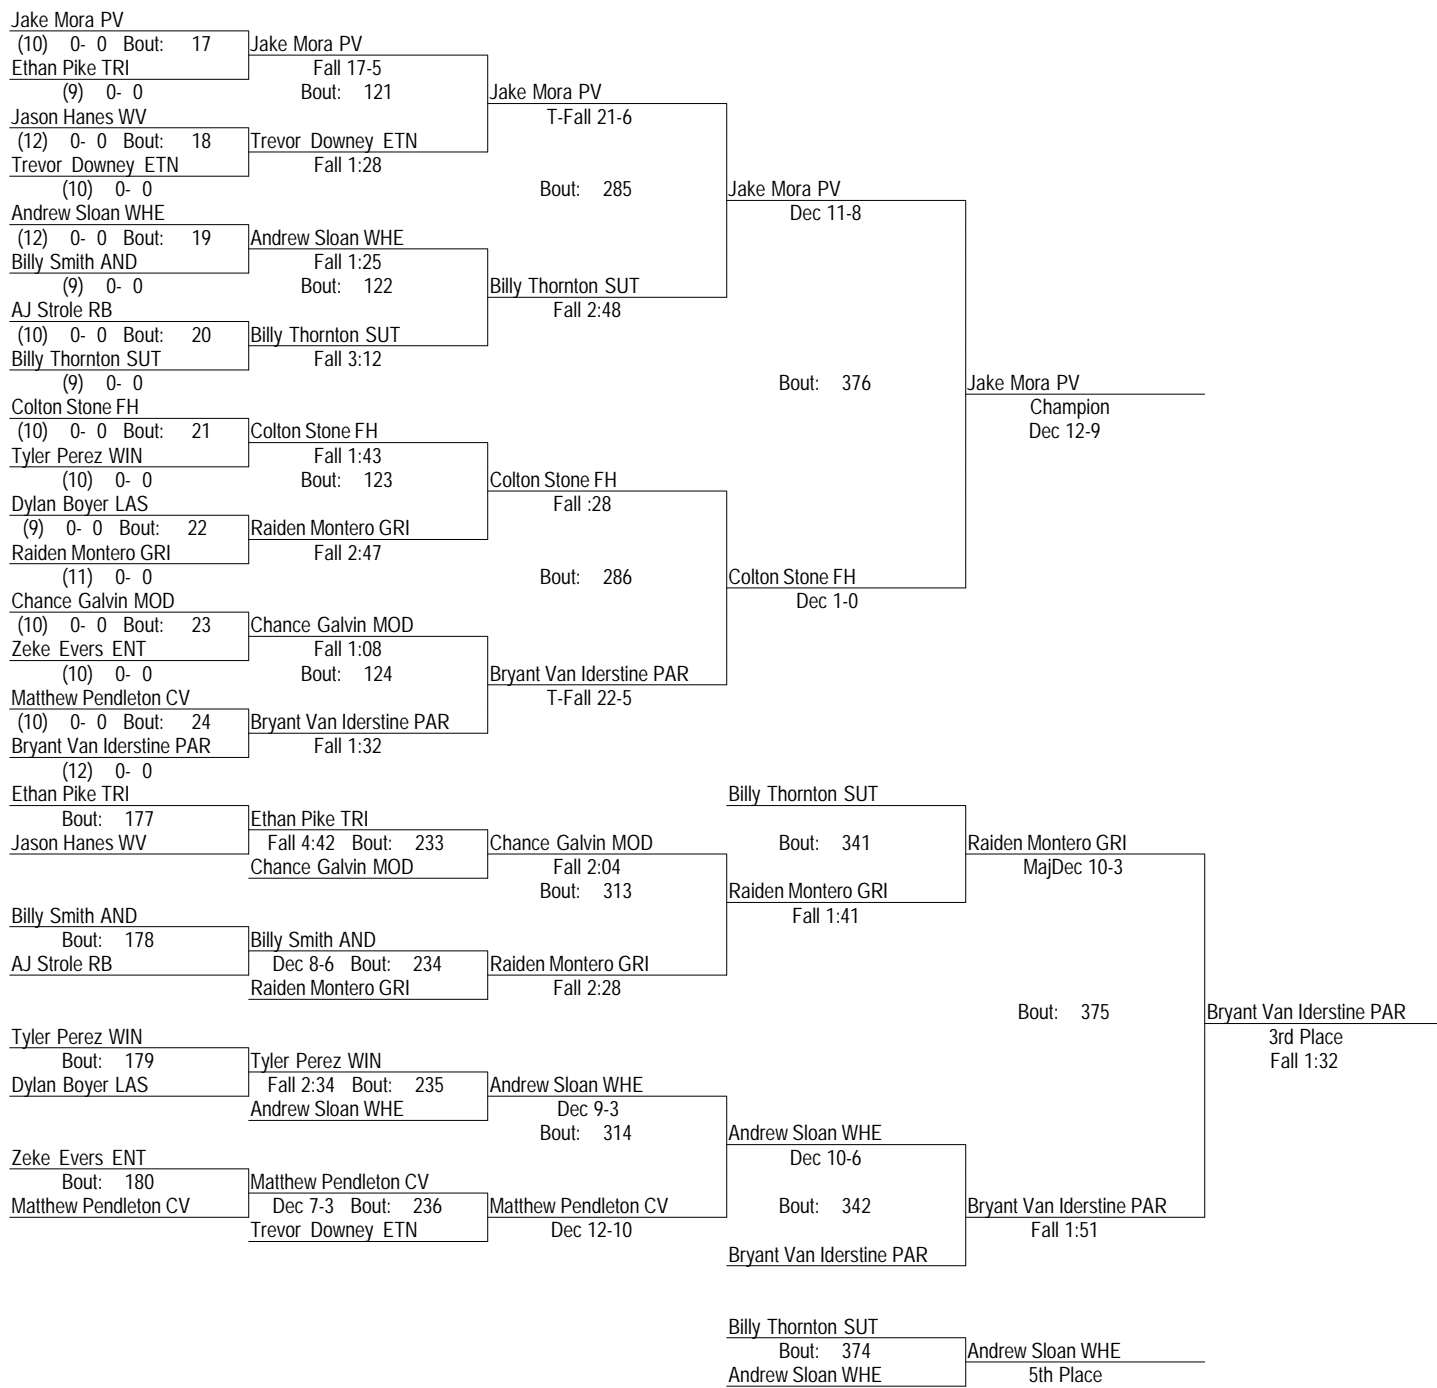 Jake Mora PV
(10) 0- 0 Bout: 17 Jake Mora PV
Ethan Pike TRI Fall 17-5
(9) 0- 0 Bout: 121 Jake Mora PV
Jason Hanes WV T-Fall 21-6
(12) 0- 0 Bout: 18 Trevor Downey ETN
Trevor Downey ETN Fall 1:28
(10) 0- 0 Bout: 285 Jake Mora PV
Andrew Sloan WHE Dec 11-8
(12) 0- 0 Bout: 19 Andrew Sloan WHE
Billy Smith AND Fall 1:25
(9) 0- 0 Bout: 122 Billy Thornton SUT
AJ Strole RB Fall 2:48
(10) 0- 0 Bout: 20 Billy Thornton SUT
Billy Thornton SUT Fall 3:12
(9) 0- 0 Bout: 376 Jake Mora PV
Colton Stone FH Champion
(10) 0- 0 Bout: 21 Colton Stone FH Dec 12-9
Tyler Perez WIN Fall 1:43
(10) 0- 0 Bout: 123 Colton Stone FH
Dylan Boyer LAS Fall :28
(9) 0- 0 Bout: 22 Raiden Montero GRI
Raiden Montero GRI Fall 2:47
(11) 0- 0 Bout: 286 Colton Stone FH
Chance Galvin MOD Dec 1-0
(10) 0- 0 Bout: 23 Chance Galvin MOD
Zeke Evers ENT Fall 1:08
(10) 0- 0 Bout: 124 Bryant Van Iderstine PAR
Matthew Pendleton CV T-Fall 22-5
(10) 0- 0 Bout: 24 Bryant Van Iderstine PAR
Bryant Van Iderstine PAR Fall 1:32
(12) 0- 0
Ethan Pike TRI Billy Thornton SUT
Bout: 177 Ethan Pike TRI
Jason Hanes WV Fall 4:42 Bout: 233 Chance Galvin MOD Bout: 341 Raiden Montero GRI
Chance Galvin MOD Fall 2:04 MajDec 10-3
Bout: 313 Raiden Montero GRI
Billy Smith AND Fall 1:41
Bout: 178 Billy Smith AND
AJ Strole RB Dec 8-6 Bout: 234 Raiden Montero GRI
Raiden Montero GRI Fall 2:28
Bout: 375 Bryant Van Iderstine PAR
Tyler Perez WIN 3rd Place
Bout: 179 Tyler Perez WIN Fall 1:32
Dylan Boyer LAS Fall 2:34 Bout: 235 Andrew Sloan WHE
Andrew Sloan WHE Dec 9-3
Bout: 314 Andrew Sloan WHE
Zeke Evers ENT Dec 10-6
Bout: 180 Matthew Pendleton CV
Matthew Pendleton CV Dec 7-3 Bout: 236 Matthew Pendleton CV Bout: 342 Bryant Van Iderstine PAR
Trevor Downey ETN Dec 12-10 Fall 1:51
Bryant Van Iderstine PAR
Billy Thornton SUT
Bout: 374 Andrew Sloan WHE
Andrew Sloan WHE 5th Place